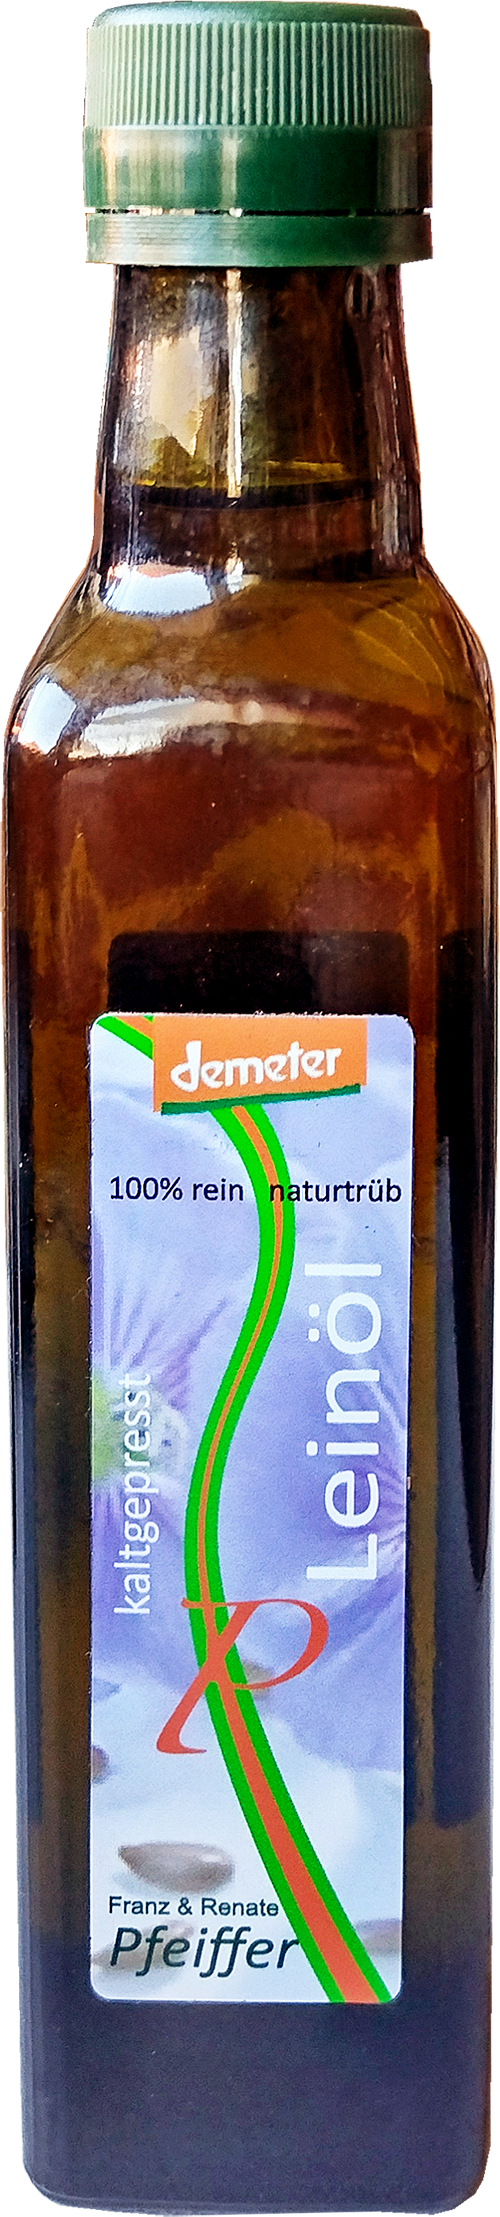 demeter
100% rein naturtrüb
Leinöl
kaltgepresst
P
Franz & Renate
Pfeiffer